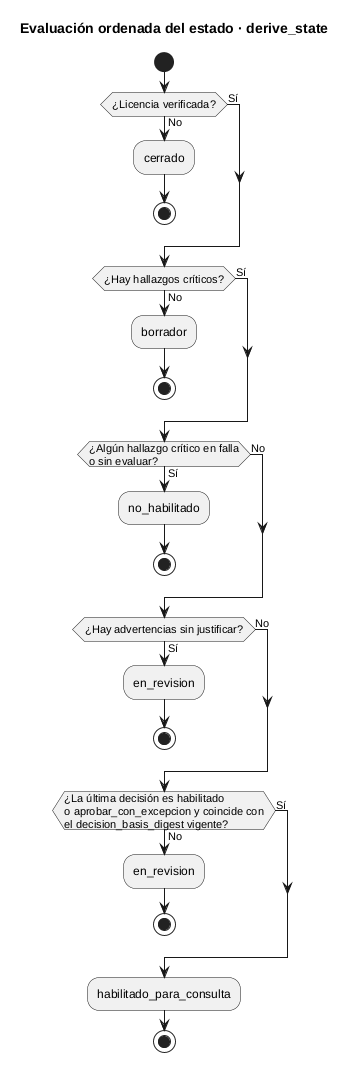 Evaluación ordenada del estado · derive_state
¿Licencia verificada?
Sí
No
cerrado
¿Hay hallazgos críticos?
Sí
No
borrador
¿Algún hallazgo crítico en falla
o sin evaluar?
No
Sí
no_habilitado
¿Hay advertencias sin justificar?
No
Sí
en_revision
¿La última decisión es habilitado
o aprobar_con_excepcion y coincide con
el decision_basis_digest vigente?
Sí
No
en_revision
habilitado_para_consulta